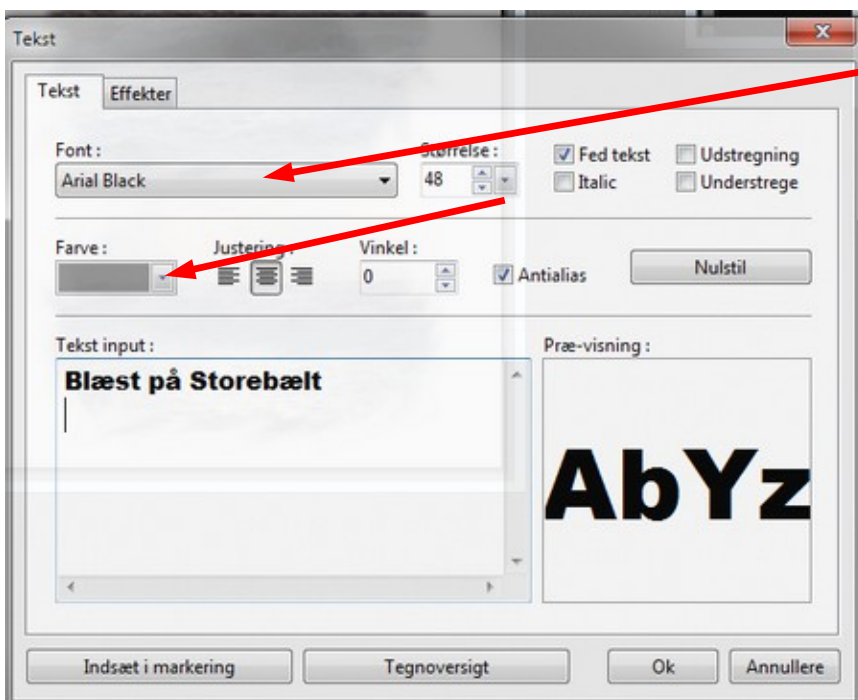 Tekst
Tekst Effekter
Font : Størrelse : Fed tekst Udstregning
Arial Black 48 Italic Understrege
Farve : Justering : Vinkel :
0 Antialias Nulstil
Tekst input : Præ-visning :
Blæst på Storebælt
AbYz
Indsæt i markering Tegnoversigt Ok Annullere